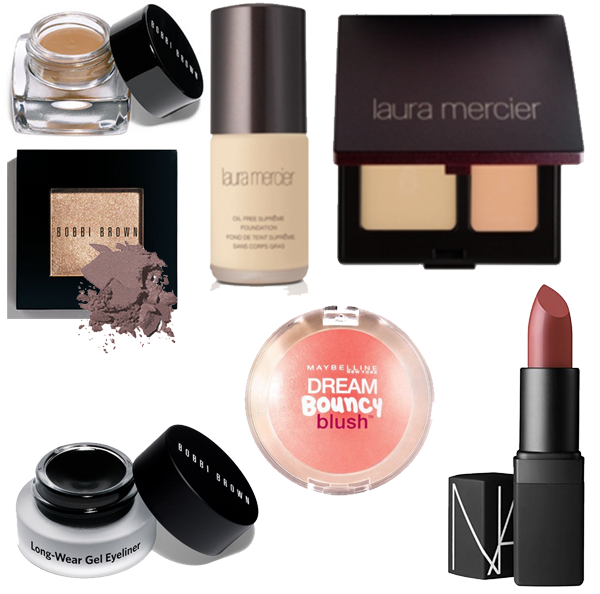 BOBBI BROWN
laura mercier
OIL FREE SUPRÊME
FOUNDATION
FOND DE TEINT SUPRÊME
SANS CORPS GRAS
laura mercier
BOBBI BROWN
MAYBELLINE
NEW YORK
DREAM
Bouncy
blush™
BOBBI BROWN
Long-Wear Gel Eyeliner
NARS